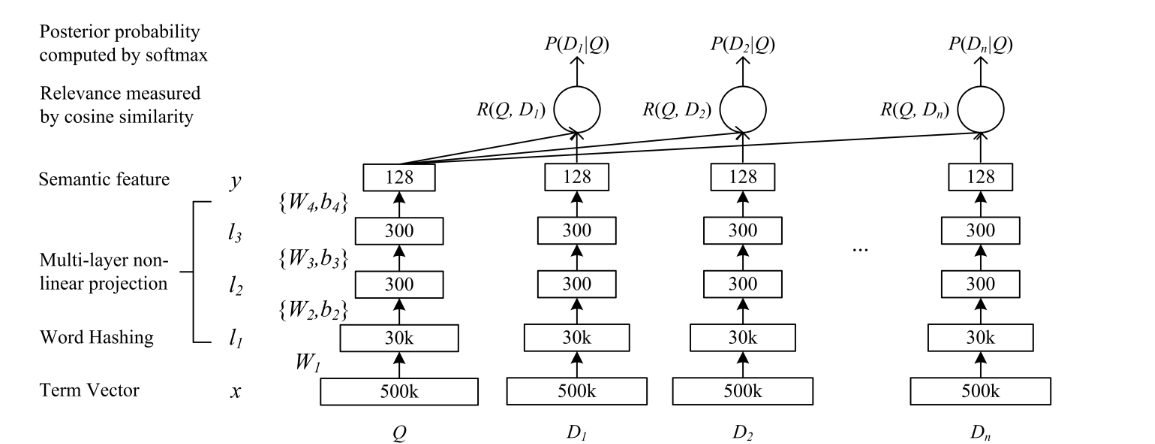 Posterior probability
computed by softmax
P(D1|Q) P(D2|Q) P(Dn|Q)
Relevance measured
by cosine similarity
R(Q, D1) R(Q, D2) R(Q, Dn)
Semantic feature y 128 128 128 128
{W4,b4}
l3 300 300 300 300
...
Multi-layer non-
linear projection
{W3,b3}
l2 300 300 300 300
{W2,b2}
Word Hashing l1 30k 30k 30k 30k
W1
Term Vector x 500k 500k 500k 500k
Q D1 D2 Dn